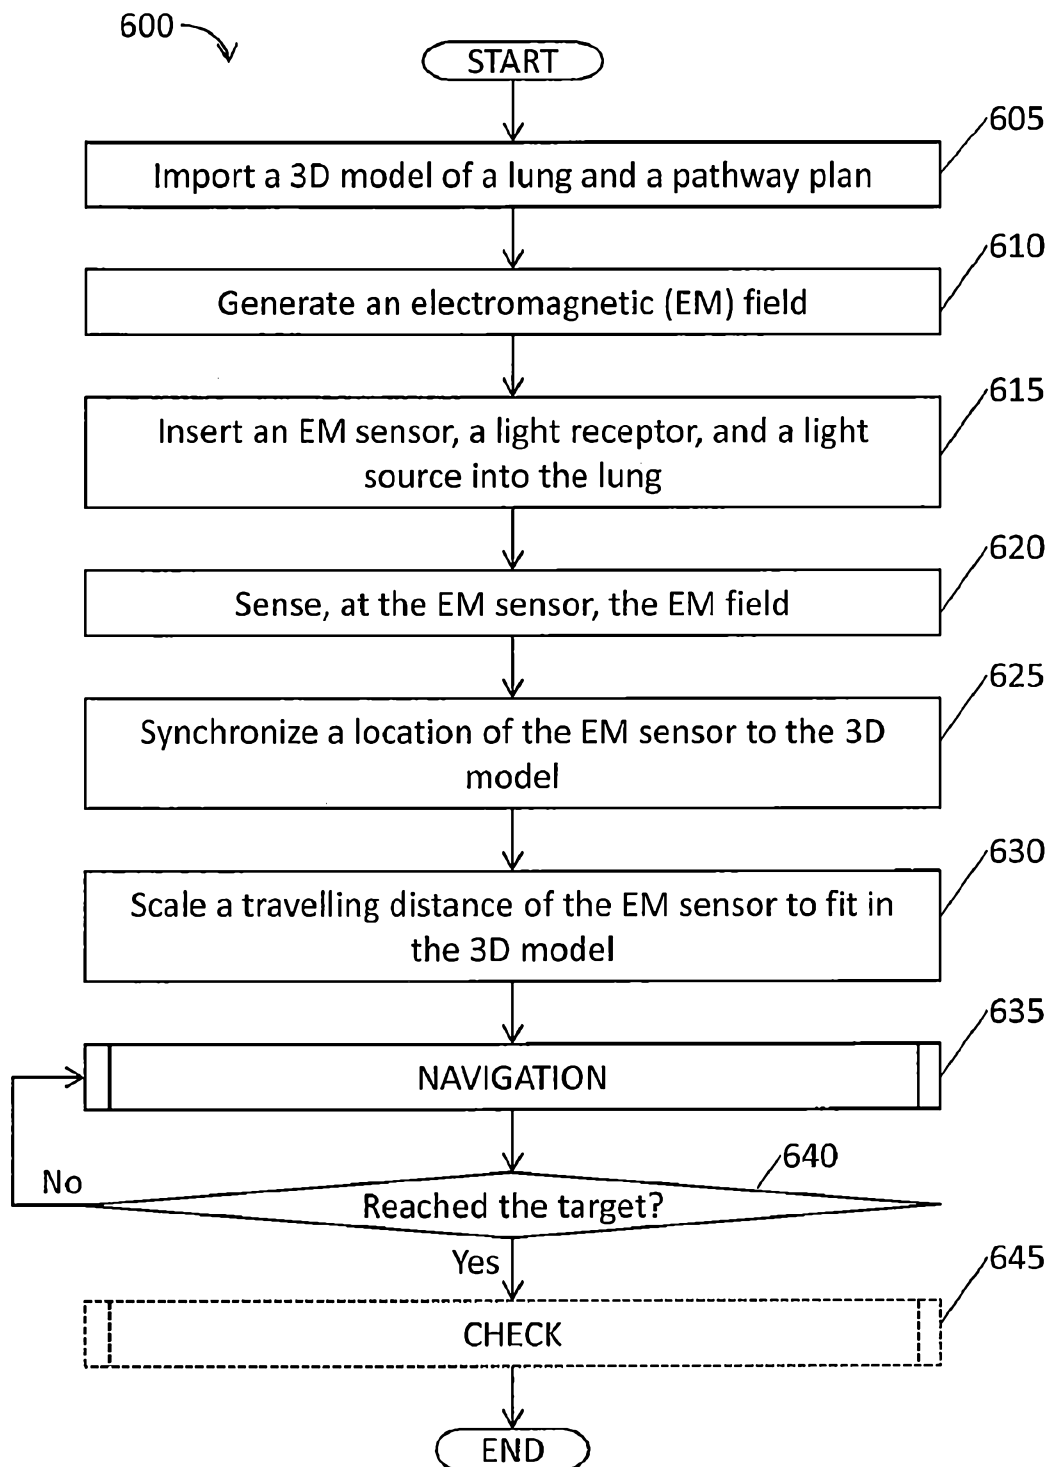 600
START
605
Import a 3D model of a lung and a pathway plan
610
Generate an electromagnetic (EM) field
615
Insert an EM sensor, a light receptor, and a light
source into the lung
620
Sense, at the EM sensor, the EM field
625
Synchronize a location of the EM sensor to the 3D
model
630
Scale a travelling distance of the EM sensor to fit in
the 3D model
635
NAVIGATION
640
No
Reached the target?
Yes
645
CHECK
END